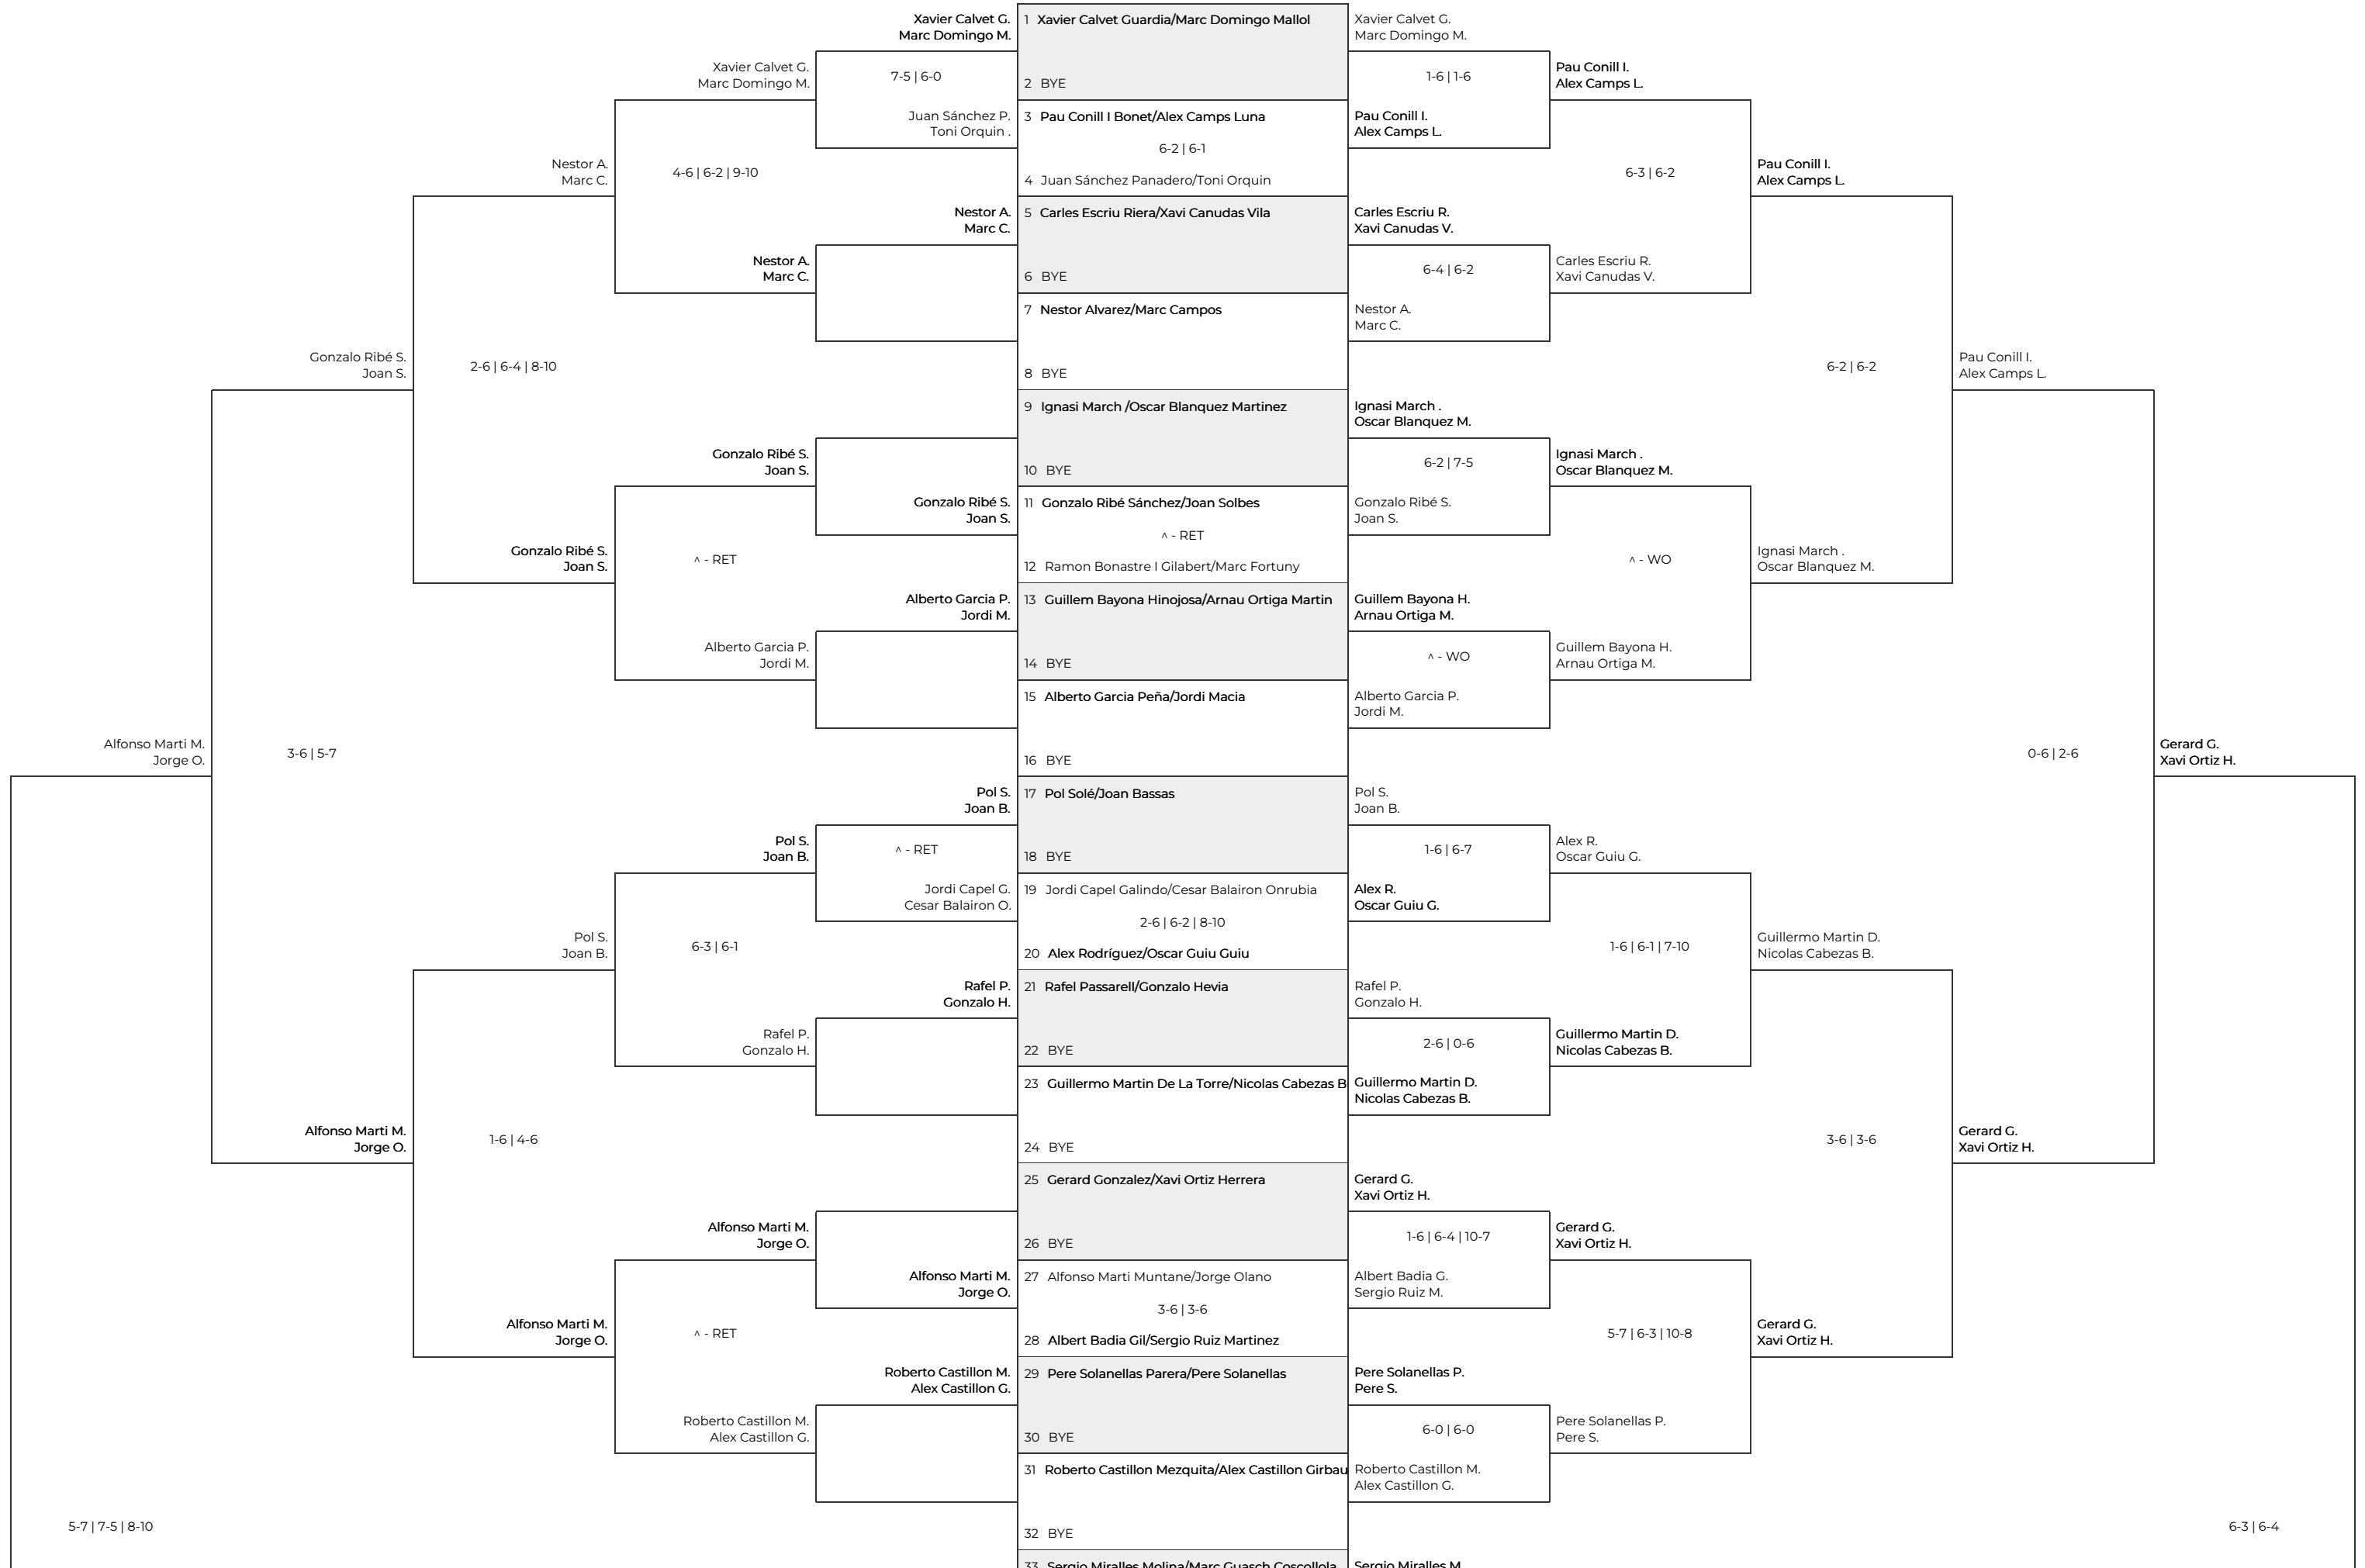 Xavier Calvet G.
Marc Domingo M.
1 Xavier Calvet Guardia/Marc Domingo Mallol
Xavier Calvet G.
Marc Domingo M.
Xavier Calvet G.
Marc Domingo M.
7-5 | 6-0
2 BYE
1-6 | 1-6
Pau Conill I.
Alex Camps L.
Juan Sánchez P.
Toni Orquin .
3 Pau Conill I Bonet/Alex Camps Luna
6-2 | 6-1
Pau Conill I.
Alex Camps L.
Nestor A.
Marc C.
4-6 | 6-2 | 9-10
4 Juan Sánchez Panadero/Toni Orquin
6-3 | 6-2
Pau Conill I.
Alex Camps L.
Nestor A.
Marc C.
5 Carles Escriu Riera/Xavi Canudas Vila
Carles Escriu R.
Xavi Canudas V.
Nestor A.
Marc C.
6 BYE
6-4 | 6-2
Carles Escriu R.
Xavi Canudas V.
7 Nestor Alvarez/Marc Campos
Nestor A.
Marc C.
Gonzalo Ribé S.
Joan S.
2-6 | 6-4 | 8-10
8 BYE
6-2 | 6-2
Pau Conill I.
Alex Camps L.
9 Ignasi March /Oscar Blanquez Martinez
Ignasi March .
Oscar Blanquez M.
Gonzalo Ribé S.
Joan S.
10 BYE
6-2 | 7-5
Ignasi March .
Oscar Blanquez M.
Gonzalo Ribé S.
Joan S.
11 Gonzalo Ribé Sánchez/Joan Solbes
^ - RET
Gonzalo Ribé S.
Joan S.
Gonzalo Ribé S.
Joan S.
^ - RET
12 Ramon Bonastre I Gilabert/Marc Fortuny
^ - WO
Ignasi March .
Oscar Blanquez M.
Alberto Garcia P.
Jordi M.
13 Guillem Bayona Hinojosa/Arnau Ortiga Martin
Guillem Bayona H.
Arnau Ortiga M.
Alberto Garcia P.
Jordi M.
14 BYE
^ - WO
Guillem Bayona H.
Arnau Ortiga M.
15 Alberto Garcia Peña/Jordi Macia
Alberto Garcia P.
Jordi M.
Alfonso Marti M.
Jorge O.
3-6 | 5-7
16 BYE
0-6 | 2-6
Gerard G.
Xavi Ortiz H.
Pol S.
Joan B.
17 Pol Solé/Joan Bassas
Pol S.
Joan B.
Pol S.
Joan B.
^ - RET
18 BYE
1-6 | 6-7
Alex R.
Oscar Guiu G.
Jordi Capel G.
Cesar Balairon O.
19 Jordi Capel Galindo/Cesar Balairon Onrubia
2-6 | 6-2 | 8-10
Alex R.
Oscar Guiu G.
Pol S.
Joan B.
6-3 | 6-1
20 Alex Rodríguez/Oscar Guiu Guiu
1-6 | 6-1 | 7-10
Guillermo Martin D.
Nicolas Cabezas B.
Rafel P.
Gonzalo H.
21 Rafel Passarell/Gonzalo Hevia
Rafel P.
Gonzalo H.
Rafel P.
Gonzalo H.
22 BYE
2-6 | 0-6
Guillermo Martin D.
Nicolas Cabezas B.
23 Guillermo Martin De La Torre/Nicolas Cabezas B
Guillermo Martin D.
Nicolas Cabezas B.
Alfonso Marti M.
Jorge O.
1-6 | 4-6
24 BYE
3-6 | 3-6
Gerard G.
Xavi Ortiz H.
25 Gerard Gonzalez/Xavi Ortiz Herrera
Gerard G.
Xavi Ortiz H.
Alfonso Marti M.
Jorge O.
26 BYE
1-6 | 6-4 | 10-7
Gerard G.
Xavi Ortiz H.
Alfonso Marti M.
Jorge O.
27 Alfonso Marti Muntane/Jorge Olano
3-6 | 3-6
Albert Badia G.
Sergio Ruiz M.
Alfonso Marti M.
Jorge O.
^ - RET
28 Albert Badia Gil/Sergio Ruiz Martinez
5-7 | 6-3 | 10-8
Gerard G.
Xavi Ortiz H.
Roberto Castillon M.
Alex Castillon G.
29 Pere Solanellas Parera/Pere Solanellas
Pere Solanellas P.
Pere S.
Roberto Castillon M.
Alex Castillon G.
30 BYE
6-0 | 6-0
Pere Solanellas P.
Pere S.
31 Roberto Castillon Mezquita/Alex Castillon Girbau
Roberto Castillon M.
Alex Castillon G.
5-7 | 7-5 | 8-10
32 BYE
6-3 | 6-4
33 Sergio Miralles Molina/Marc Guasch Coscollola
Sergio Miralles M.